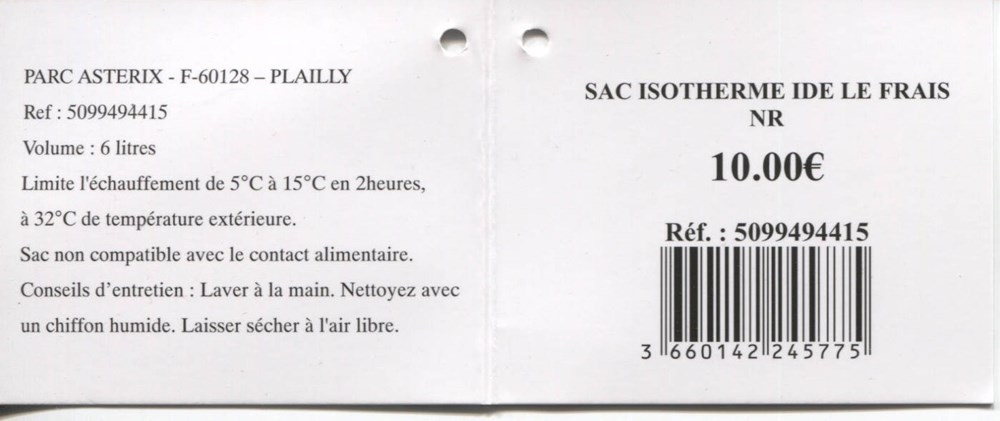 PARC ASTERIX - F-60128 – PLAILLY
Ref : 5099494415
Volume : 6 litres
Limite l'échauffement de 5°C à 15°C en 2heures,
à 32°C de température extérieure.
Sac non compatible avec le contact alimentaire.
Conseils d’entretien : Laver à la main. Nettoyez avec
un chiffon humide. Laisser sécher à l'air libre.
SAC ISOTHERME IDE LE FRAIS
NR
10.00€
Réf. : 5099494415
3 660142 245775